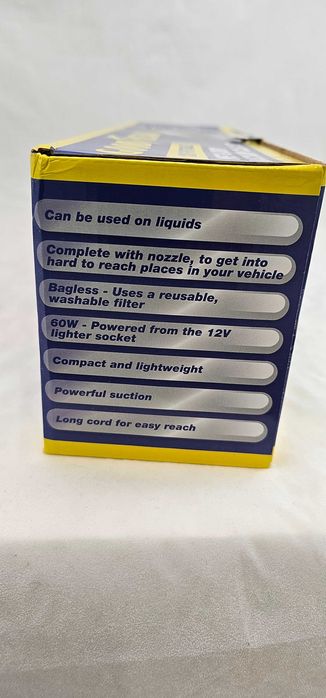 Can be used on liquids
Complete with nozzle, to get into
hard to reach places in your vehicle
Bagless - Uses a reusable,
washable filter
60W - Powered from the 12V
lighter socket
Compact and lightweight
Powerful suction
Long cord for easy reach